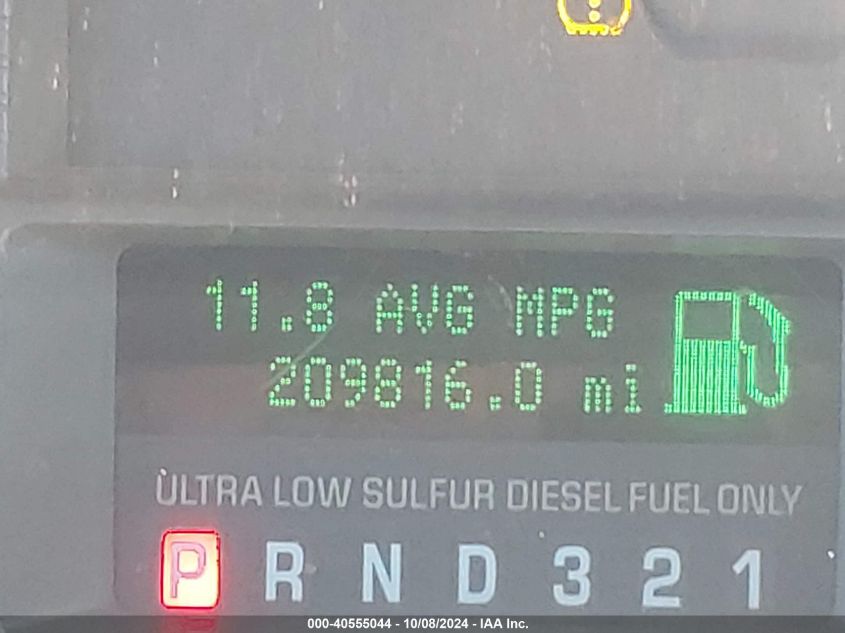 11.8 AVG MPG
209816.0 mi
ULTRA LOW SULFUR DIESEL FUEL ONLY
P R N D 3 2 1
000-40555044 - 10/08/2024 - IAA Inc.